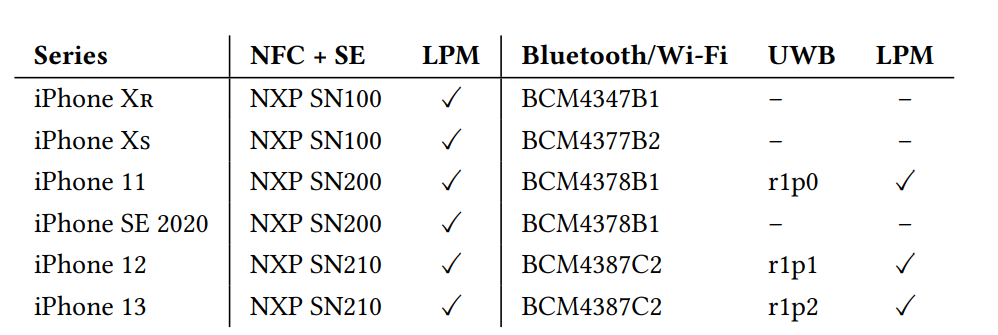 Series NFC + SE LPM Bluetooth/Wi-Fi UWB LPM
iPhone XR NXP SN100 ✓ BCM4347B1 – –
iPhone XS NXP SN100 ✓ BCM4377B2 – –
iPhone 11 NXP SN200 ✓ BCM4378B1 r1p0 ✓
iPhone SE 2020 NXP SN200 ✓ BCM4378B1 – –
iPhone 12 NXP SN210 ✓ BCM4387C2 r1p1 ✓
iPhone 13 NXP SN210 ✓ BCM4387C2 r1p2 ✓